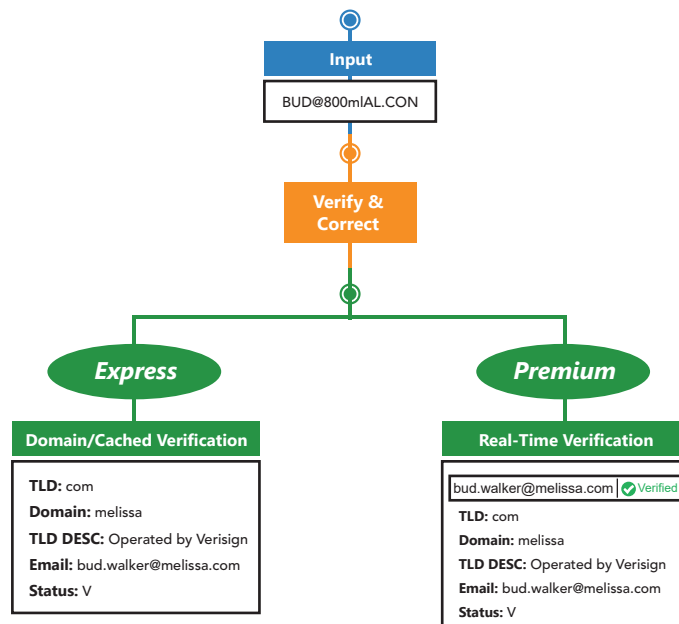 Input
BUD@800mlAL.CON
Verify &
Correct
Express
Premium
Domain/Cached Verification
TLD: com
Domain: melissa
TLD DESC: Operated by Verisign
Email: bud.walker@melissa.com
Status: V
Real-Time Verification
bud.walker@melissa.com Verified
TLD: com
Domain: melissa
TLD DESC: Operated by Verisign
Email: bud.walker@melissa.com
Status: V